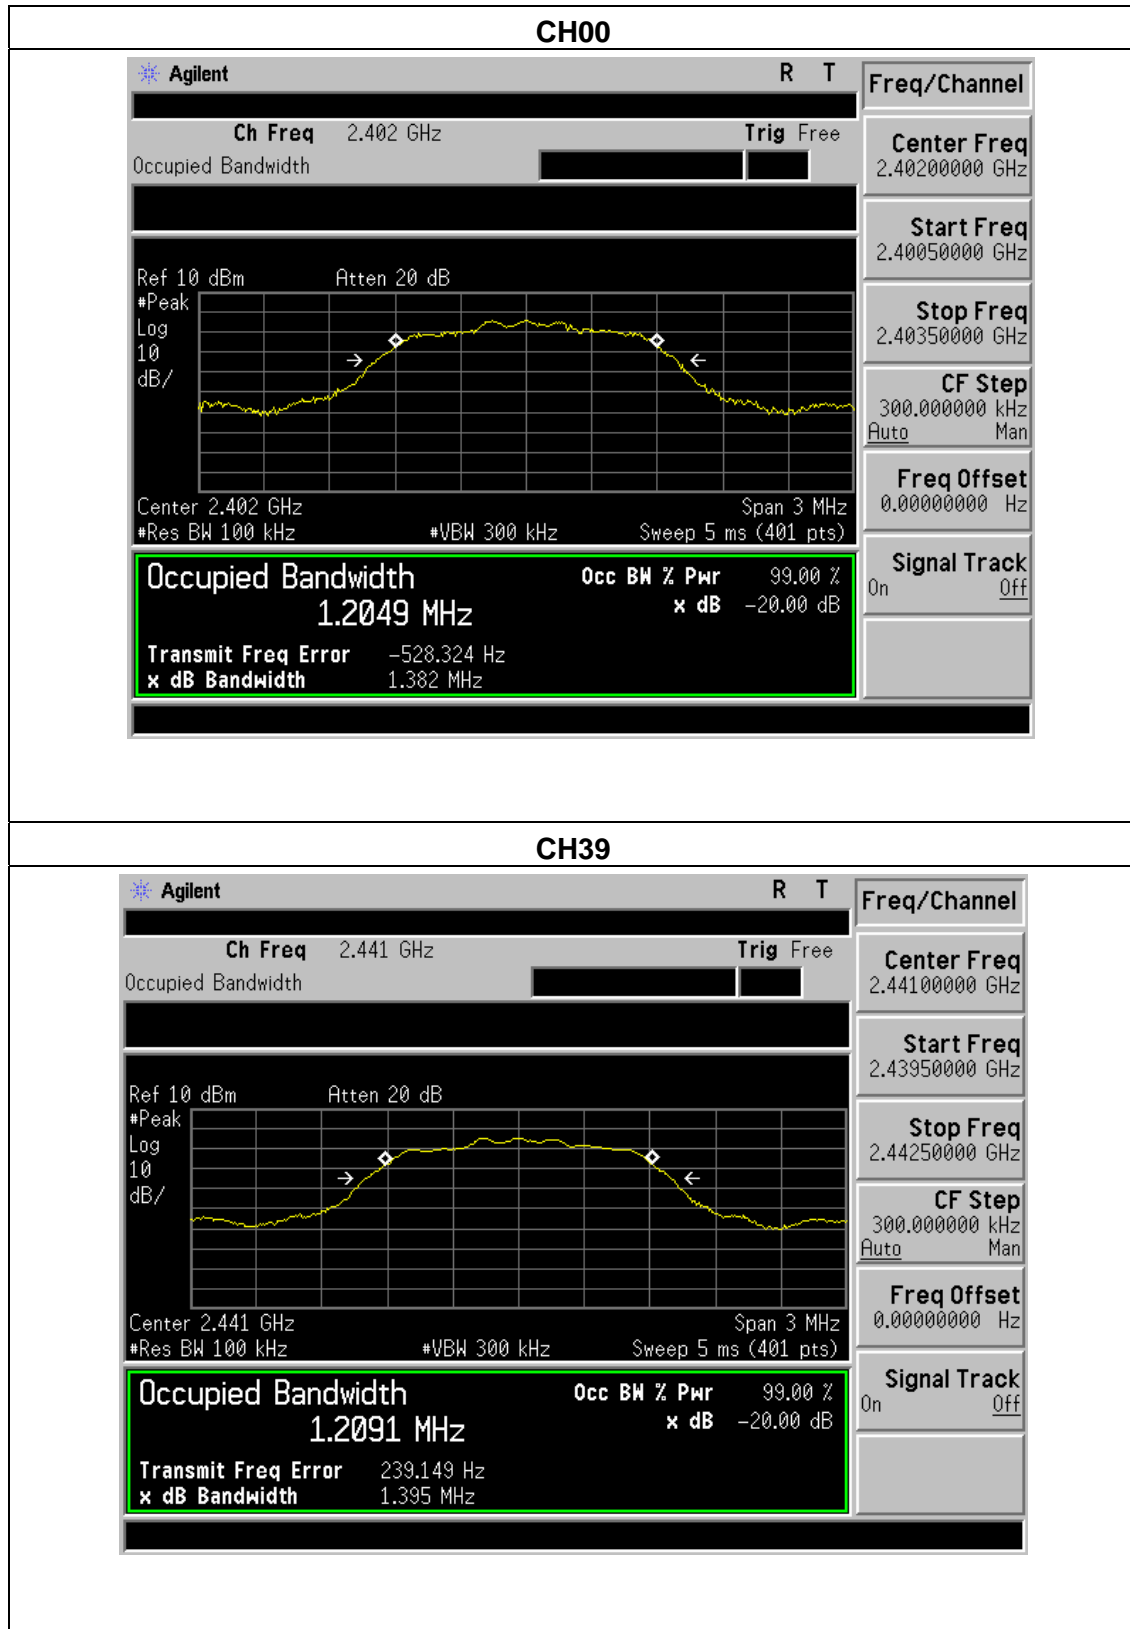 CH00
Agilent R T
Freq/Channel
Ch Freq 2.402 GHz Trig Free
Occupied Bandwidth
Center Freq
2.40200000 GHz
Start Freq
2.40050000 GHz
Stop Freq
2.40350000 GHz
CF Step
300.000000 kHz
Auto Man
Freq Offset
0.00000000 Hz
Signal Track
On Off
Ref 10 dBm Atten 20 dB
#Peak
Log
10
dB/
Center 2.402 GHz Span 3 MHz
#Res BW 100 kHz #VBW 300 kHz Sweep 5 ms (401 pts)
Occupied Bandwidth Occ BW % Pwr 99.00 %
1.2049 MHz x dB -20.00 dB
Transmit Freq Error -528.324 Hz
x dB Bandwidth 1.382 MHz
CH39
Agilent R T
Freq/Channel
Ch Freq 2.441 GHz Trig Free
Occupied Bandwidth
Center Freq
2.44100000 GHz
Start Freq
2.43950000 GHz
Stop Freq
2.44250000 GHz
CF Step
300.000000 kHz
Auto Man
Freq Offset
0.00000000 Hz
Signal Track
On Off
Ref 10 dBm Atten 20 dB
#Peak
Log
10
dB/
Center 2.441 GHz Span 3 MHz
#Res BW 100 kHz #VBW 300 kHz Sweep 5 ms (401 pts)
Occupied Bandwidth Occ BW % Pwr 99.00 %
1.2091 MHz x dB -20.00 dB
Transmit Freq Error 239.149 Hz
x dB Bandwidth 1.395 MHz